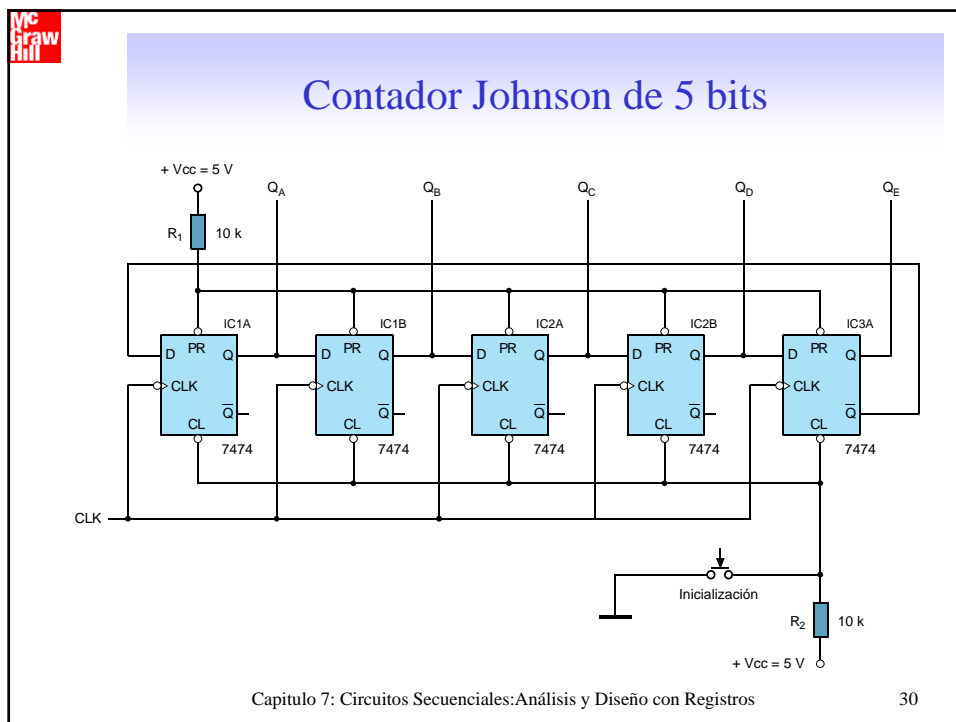 Mc
Graw
Hill
Contador Johnson de 5 bits
+ Vcc = 5 V
QA
QB
QC
QD
QE
R1
10 k
IC1A
IC1B
IC2A
IC2B
IC3A
D PR Q
D PR Q
D PR Q
D PR Q
D PR Q
CLK
CLK
CLK
CLK
CLK
Q̅
Q̅
Q̅
Q̅
Q̅
CL
CL
CL
CL
CL
7474
7474
7474
7474
7474
CLK
Inicialización
R2
10 k
+ Vcc = 5 V
Capitulo 7: Circuitos Secuenciales:Análisis y Diseño con Registros
30